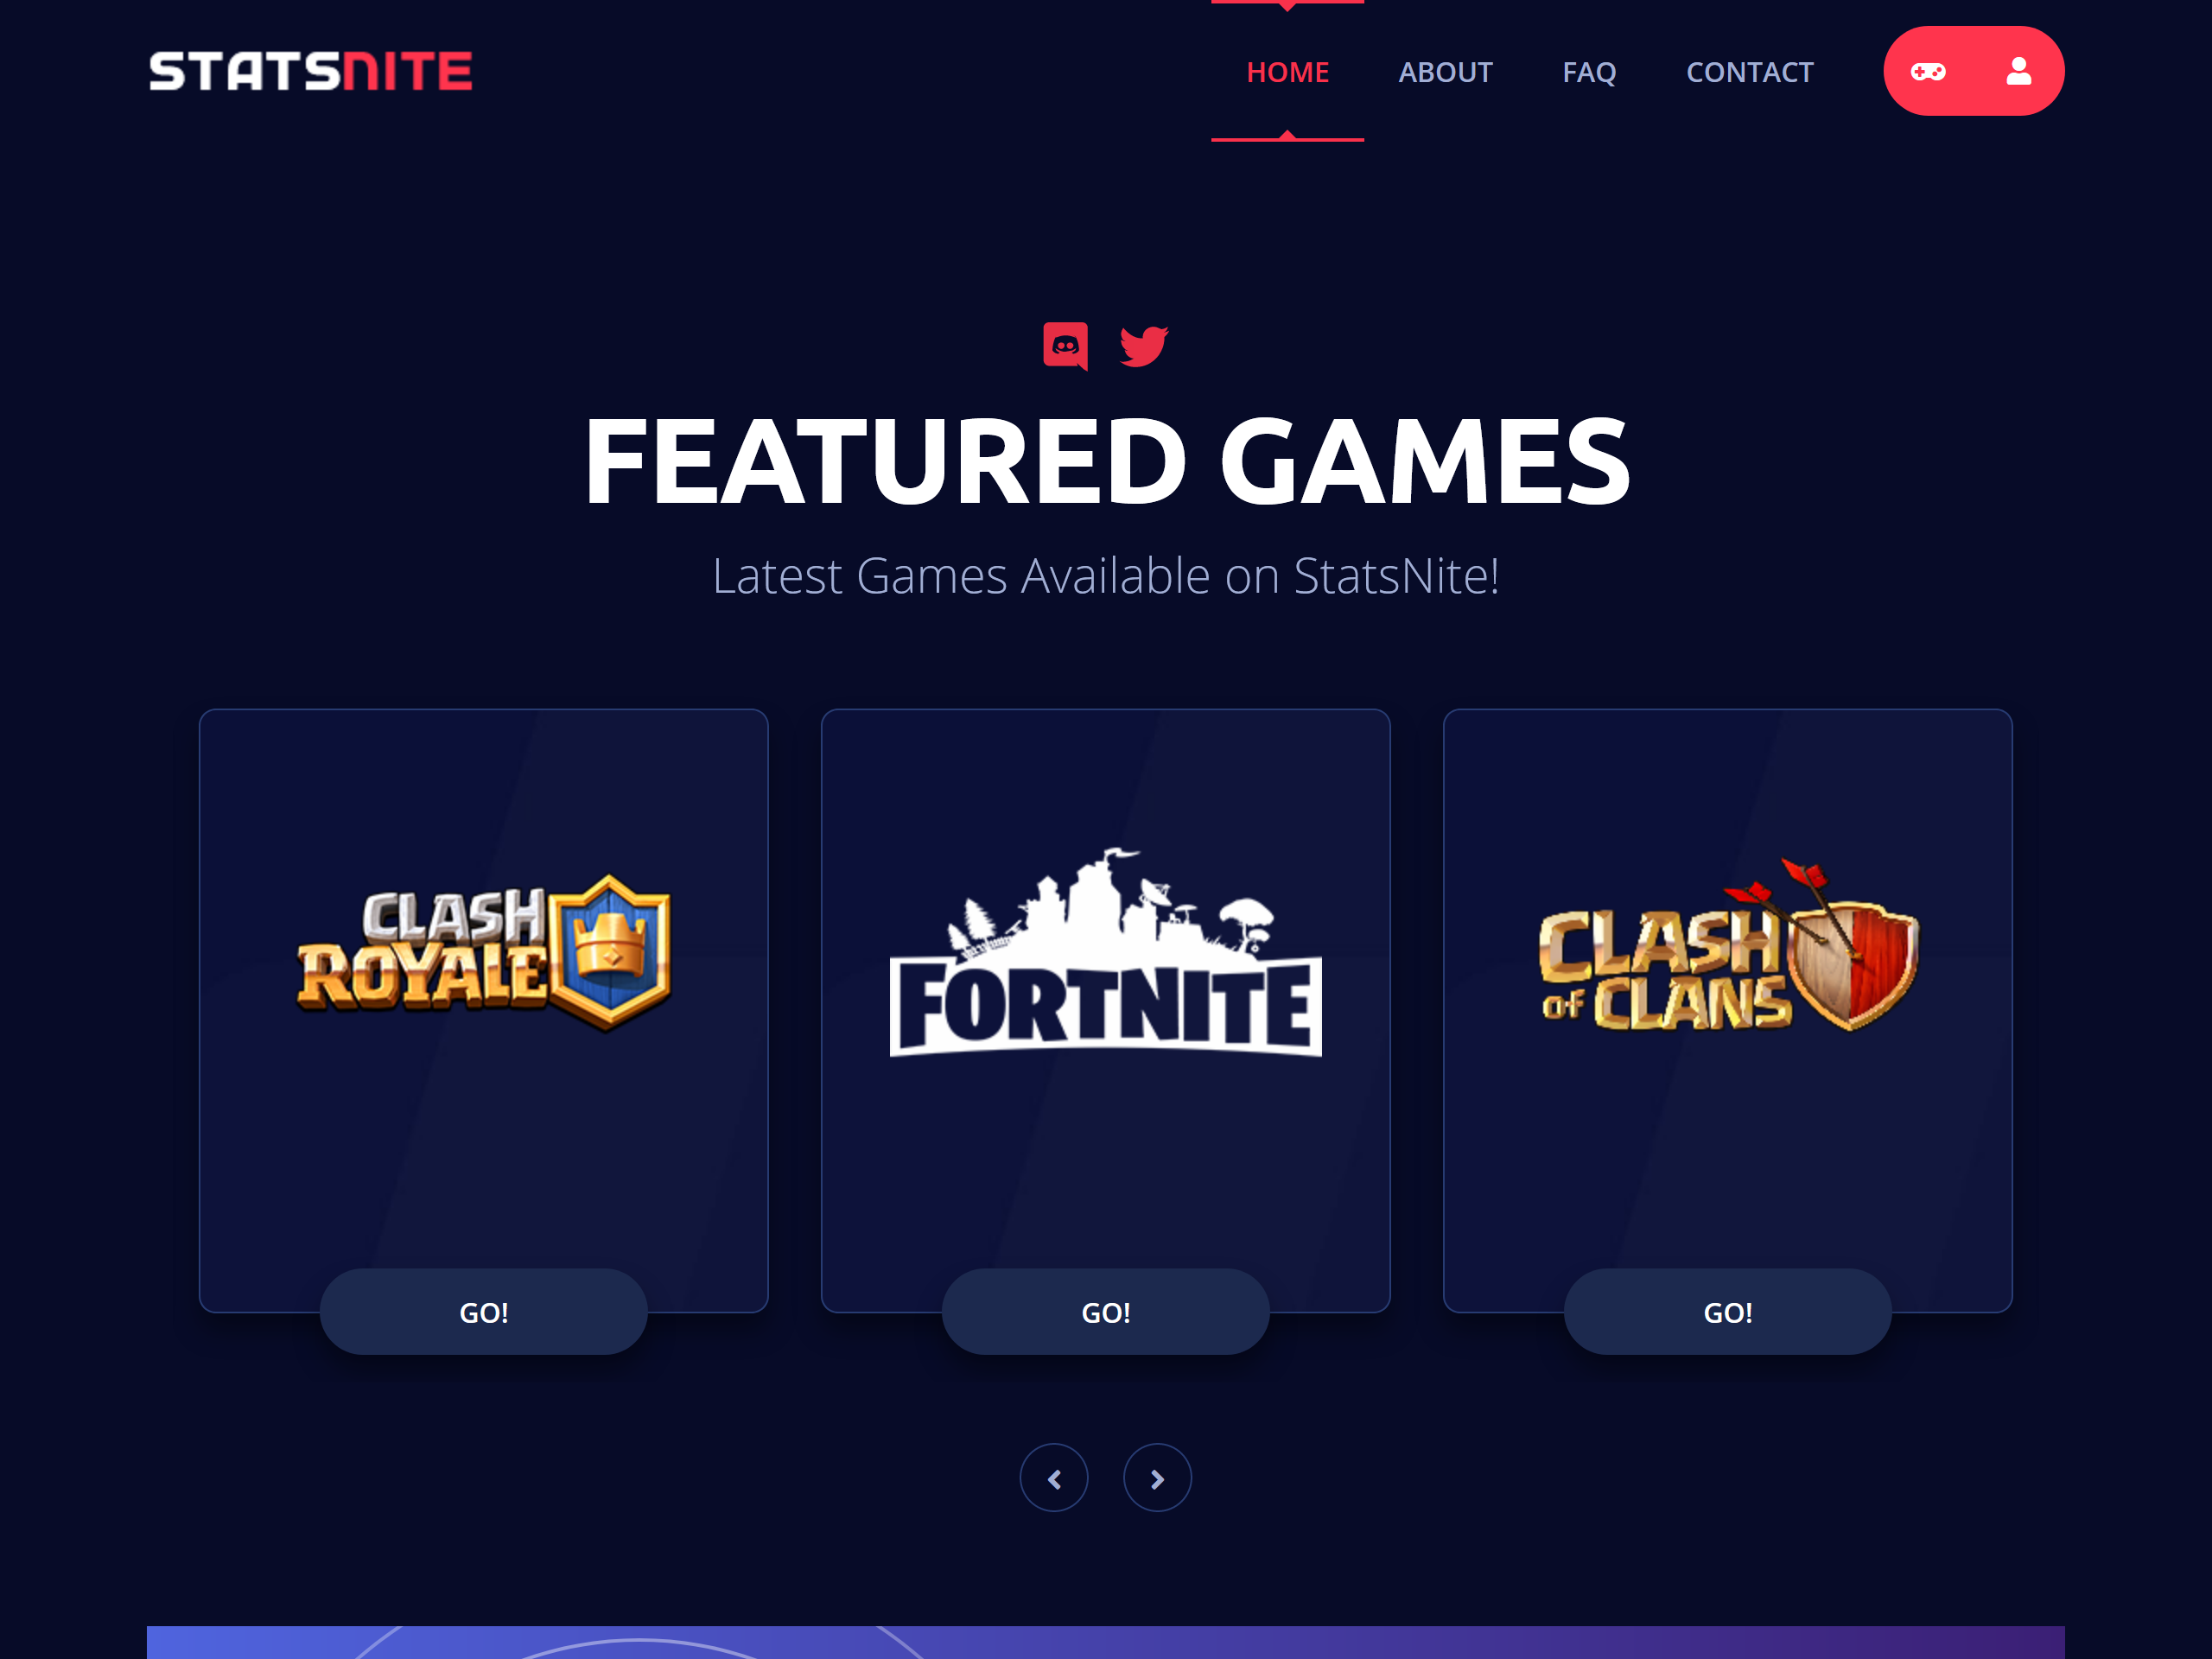 STATSNITE
HOME ABOUT FAQ CONTACT
FEATURED GAMES
Latest Games Available on StatsNite!
CLASH
ROYALE
FORTNITE
CLASH
OF CLANS
GO! GO! GO!